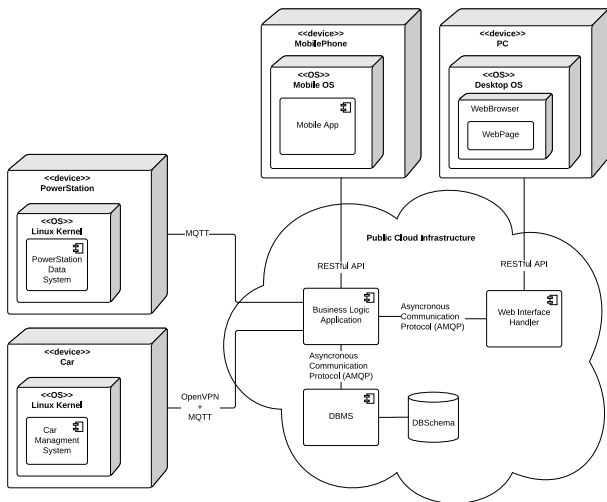 <<device>>
MobilePhone
<<OS>>
Mobile OS
Mobile App
<<device>>
PC
<<OS>>
Desktop OS
WebBrowser
WebPage
<<device>>
PowerStation
<<OS>>
Linux Kernel
PowerStation
Data
System
MQTT
Public Cloud Infrastructure
RESTful API
RESTful API
Business Logic
Application
Asyncronous
Communication
Protocol (AMQP)
Web Interface
Handler
<<device>>
Car
<<OS>>
Linux Kernel
Car
Managment
System
OpenVPN
+
MQTT
Asyncronous
Communication
Protocol (AMQP)
DBMS
DBSchema